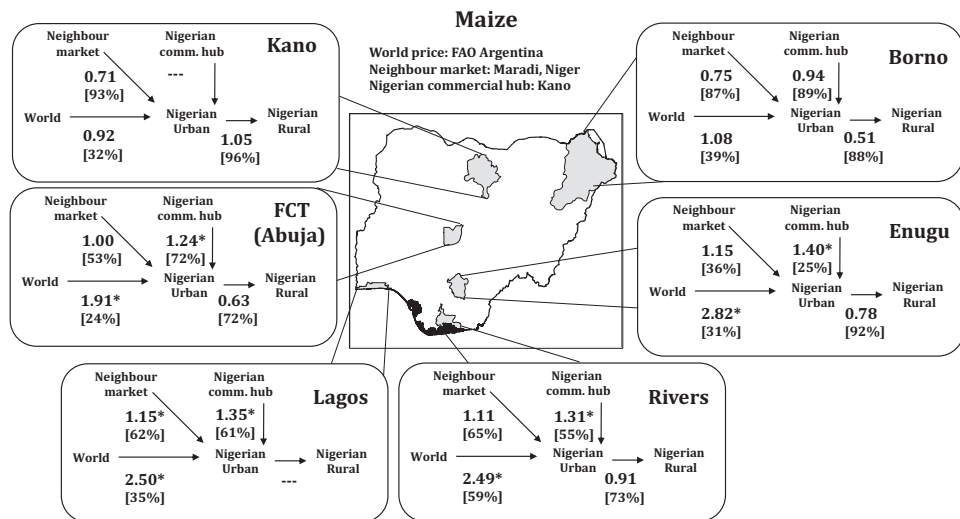 Maize
World price: FAO Argentina
Neighbour market: Maradi, Niger
Nigerian commercial hub: Kano
Kano
Neighbour
market
Nigerian
comm. hub
0.71
[93%]
---
World
Nigerian
Urban
Nigerian
Rural
0.92
[32%]
1.05
[96%]
Borno
Neighbour
market
Nigerian
comm. hub
0.75
[87%]
0.94
[89%]
World
Nigerian
Urban
Nigerian
Rural
1.08
[39%]
0.51
[88%]
FCT
(Abuja)
Neighbour
market
Nigerian
comm. hub
1.00
[53%]
1.24*
[72%]
World
Nigerian
Urban
Nigerian
Rural
1.91*
[24%]
0.63
[72%]
Enugu
Neighbour
market
Nigerian
comm. hub
1.15
[36%]
1.40*
[25%]
World
Nigerian
Urban
Nigerian
Rural
2.82*
[31%]
0.78
[92%]
Lagos
Neighbour
market
Nigerian
comm. hub
1.15*
[62%]
1.35*
[61%]
World
Nigerian
Urban
Nigerian
Rural
2.50*
[35%]
---
Rivers
Neighbour
market
Nigerian
comm. hub
1.11
[65%]
1.31*
[55%]
World
Nigerian
Urban
Nigerian
Rural
2.49*
[59%]
0.91
[73%]